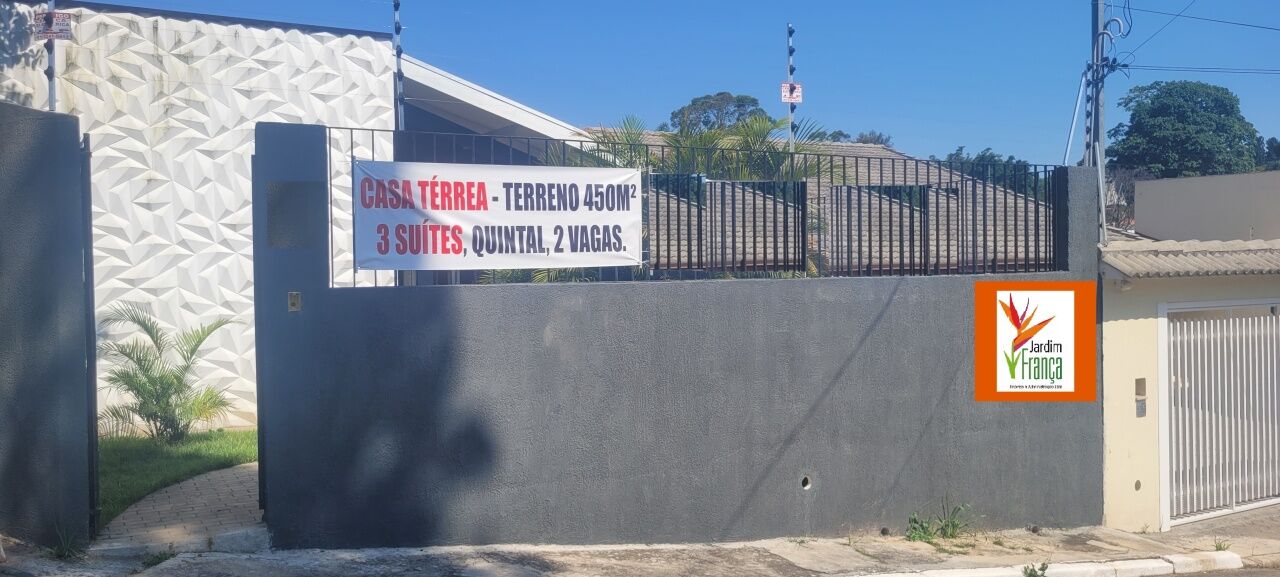 CASA TÉRREA - TERRENO 450M²
3 SUÍTES, QUINTAL, 2 VAGAS.
Jardim
França